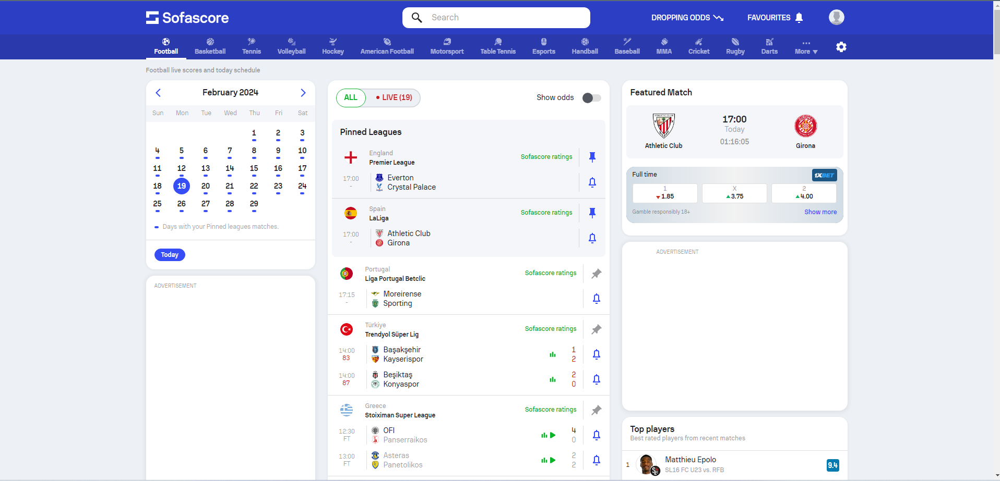 Sofascore
Search
DROPPING ODDS
FAVOURITES
Football
Basketball
Tennis
Volleyball
Hockey
American Football
Motorsport
Table Tennis
Esports
Handball
Baseball
MMA
Cricket
Rugby
Darts
More
Football live scores and today schedule
February 2024
Sun Mon Tue Wed Thu Fri Sat
1 2 3
4 5 6 7 8 9 10
11 12 13 14 15 16 17
18 19 20 21 22 23 24
25 26 27 28 29
Days with your Pinned leagues matches.
Today
ADVERTISEMENT
ALL
LIVE (19)
Show odds
Pinned Leagues
England
Premier League
Sofascore ratings
17:00
-
Everton
Crystal Palace
Spain
LaLiga
Sofascore ratings
17:00
-
Athletic Club
Girona
Portugal
Liga Portugal Betclic
Sofascore ratings
17:15
-
Moreirense
Sporting
Türkiye
Trendyol Süper Lig
Sofascore ratings
14:00
83
Başakşehir 1
Kayserispor 2
14:00
87
Beşiktaş 2
Konyaspor 0
Greece
Stoiximan Super League
Sofascore ratings
12:30
FT
OFI 4
Panserraikos 0
13:00
FT
Asteras 2
Panetolikos 2
Featured Match
ATHLETIC CLUB
Athletic Club
17:00
Today
01:16:05
Girona
Full time
1XBET
1
1.85
X
3.75
2
4.00
Gamble responsibly 18+
Show more
ADVERTISEMENT
Top players
Best rated players from recent matches
1
Matthieu Epolo
SL16 FC U23 vs. RFB
9.4